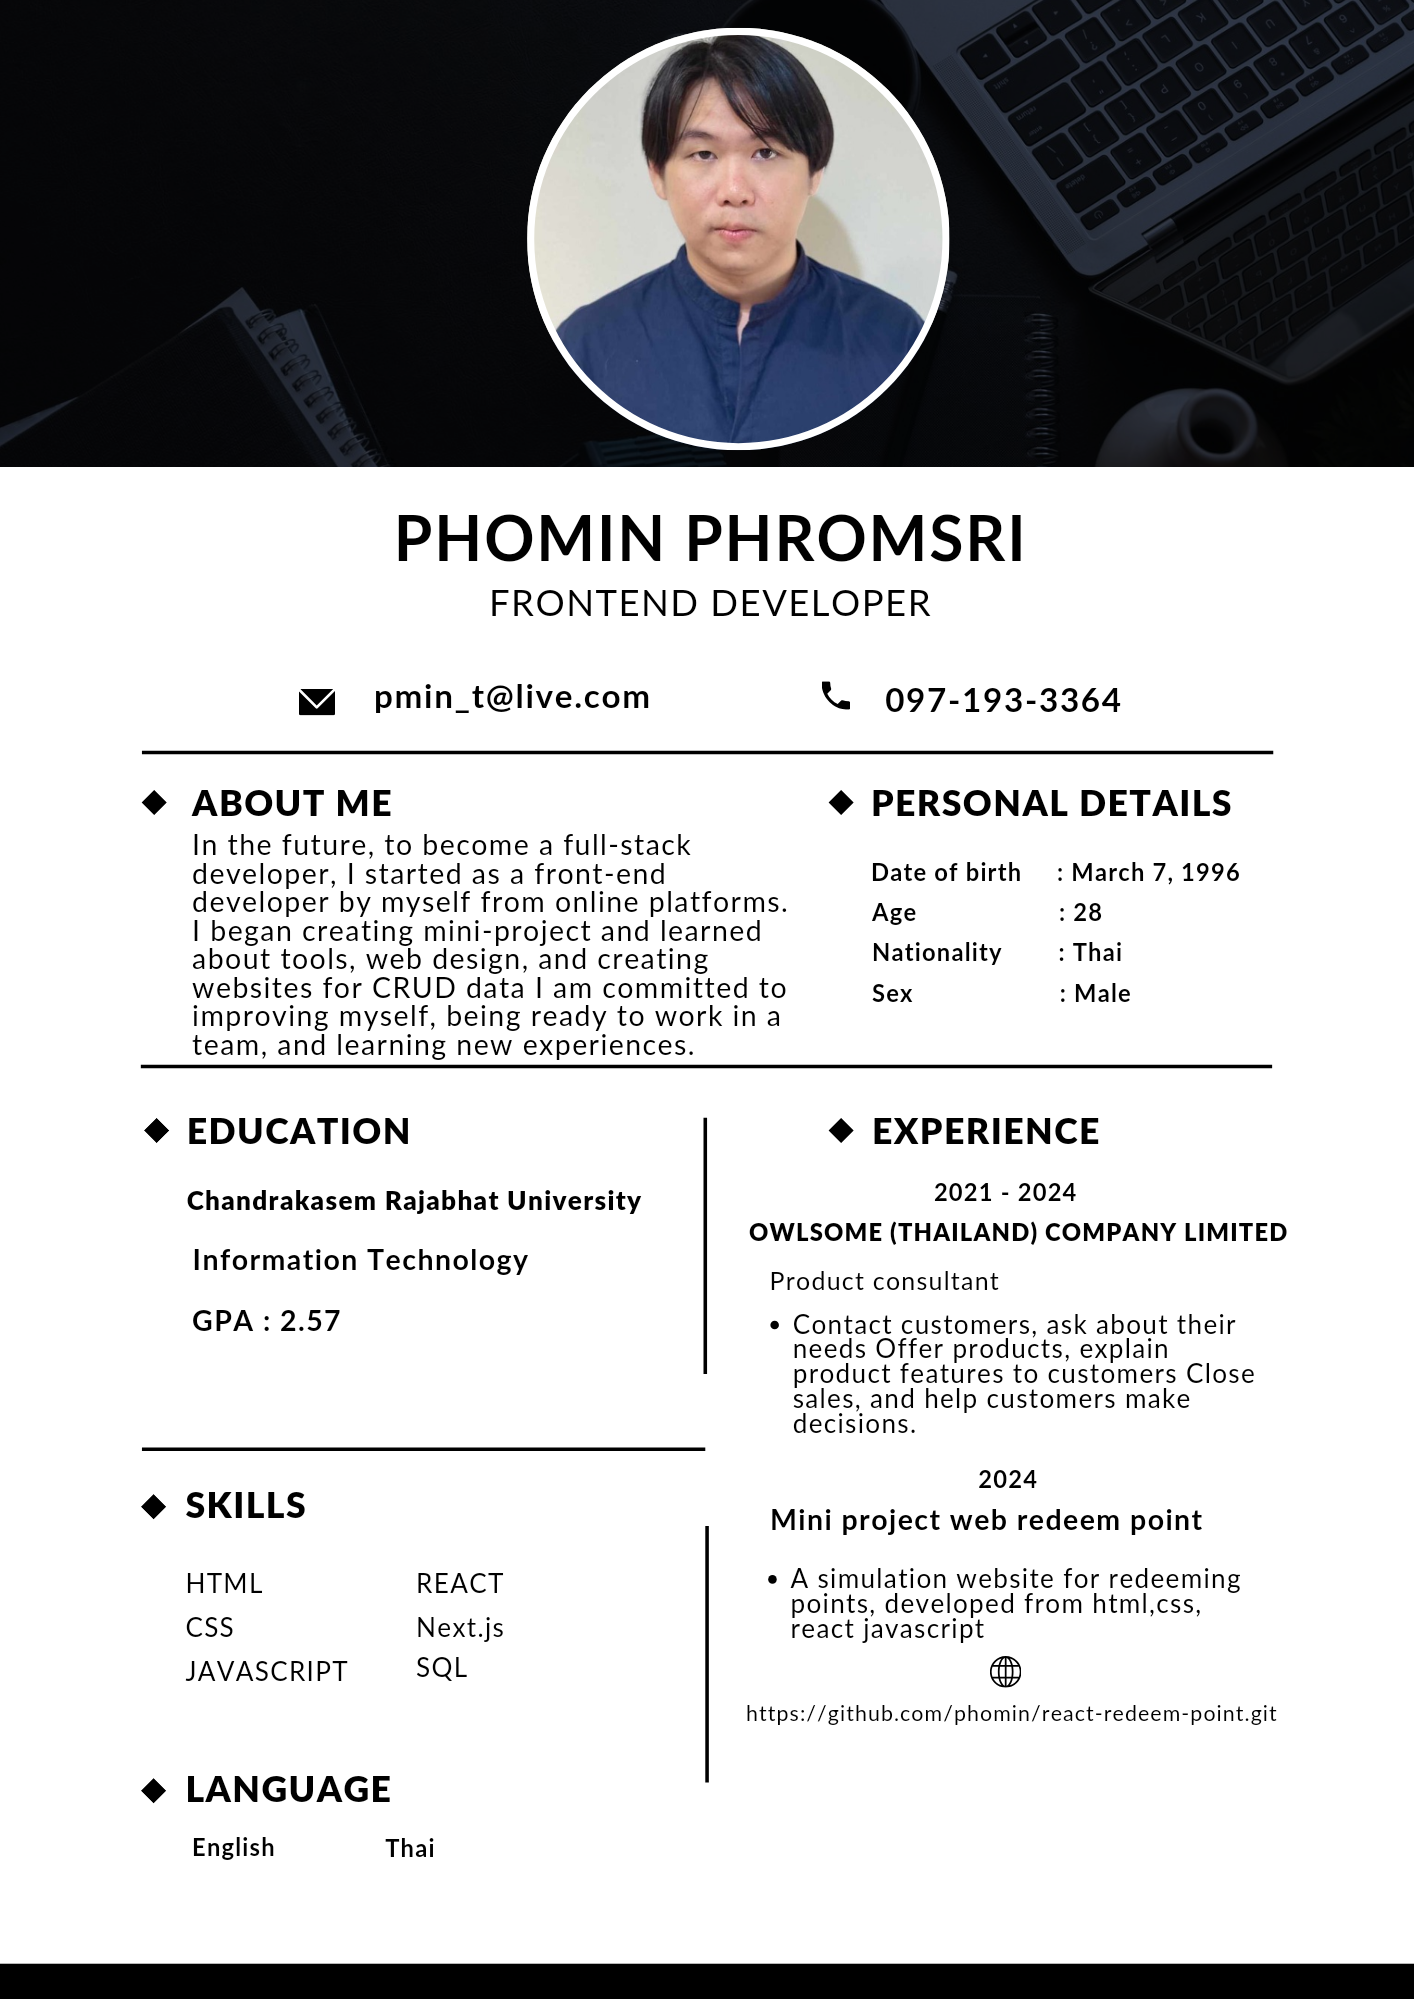 PHOMIN PHROMSRI
FRONTEND DEVELOPER
pmin_t@live.com
097-193-3364
ABOUT ME
In the future, to become a full-stack
developer, I started as a front-end
developer by myself from online platforms.
I began creating mini-project and learned
about tools, web design, and creating
websites for CRUD data I am committed to
improving myself, being ready to work in a
team, and learning new experiences.
PERSONAL DETAILS
Date of birth : March 7, 1996
Age : 28
Nationality : Thai
Sex : Male
EDUCATION
Chandrakasem Rajabhat University
Information Technology
GPA : 2.57
EXPERIENCE
2021 - 2024
OWLSOME (THAILAND) COMPANY LIMITED
Product consultant
• Contact customers, ask about their
needs Offer products, explain
product features to customers Close
sales, and help customers make
decisions.
2024
Mini project web redeem point
• A simulation website for redeeming
points, developed from html,css,
react javascript
https://github.com/phomin/react-redeem-point.git
SKILLS
HTML
CSS
JAVASCRIPT
REACT
Next.js
SQL
LANGUAGE
English Thai